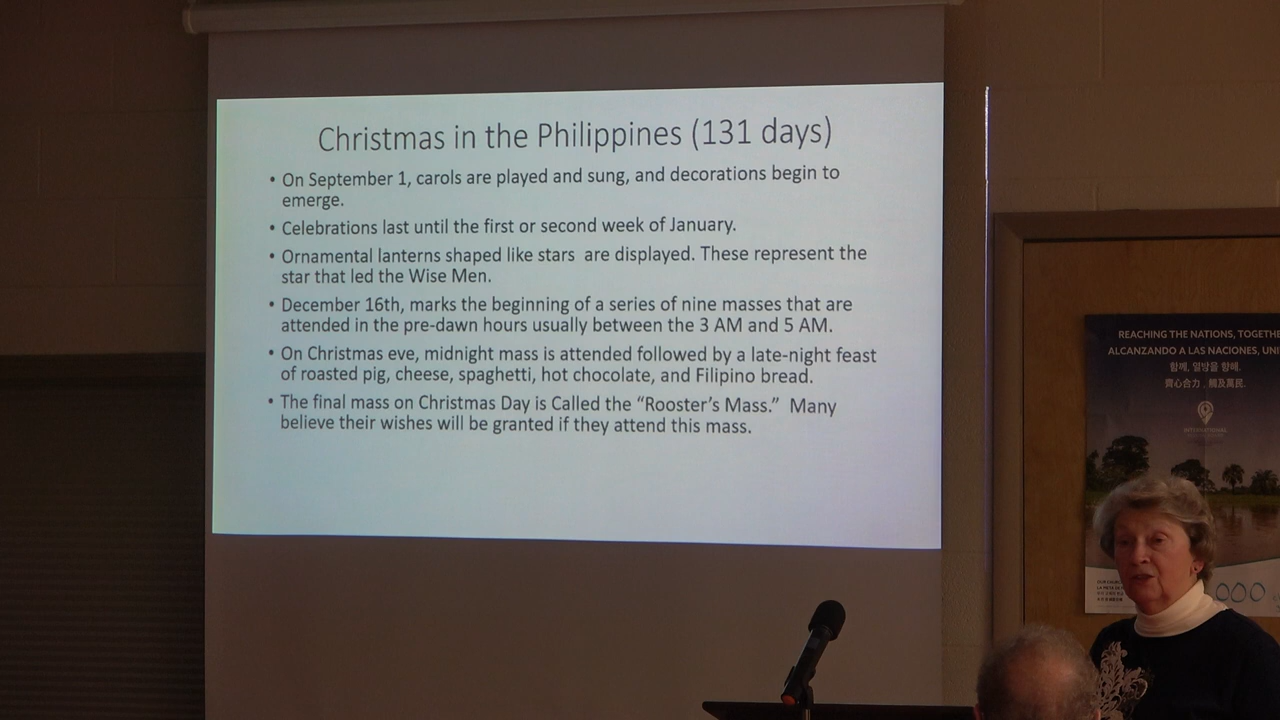 Christmas in the Philippines (131 days)
• On September 1, carols are played and sung, and decorations begin to
emerge.
• Celebrations last until the first or second week of January.
• Ornamental lanterns shaped like stars  are displayed. These represent the
star that led the Wise Men.
• December 16th, marks the beginning of a series of nine masses that are
attended in the pre-dawn hours usually between the 3 AM and 5 AM.
• On Christmas eve, midnight mass is attended followed by a late-night feast
of roasted pig, cheese, spaghetti, hot chocolate, and Filipino bread.
• The final mass on Christmas Day is Called the “Rooster’s Mass.”  Many
believe their wishes will be granted if they attend this mass.
REACHING THE NATIONS, TOGETHE
ALCANZANDO A LAS NACIONES, UNI
함께, 열방을 향해.
齊心合力，觸及萬民.
INTERNATIONAL